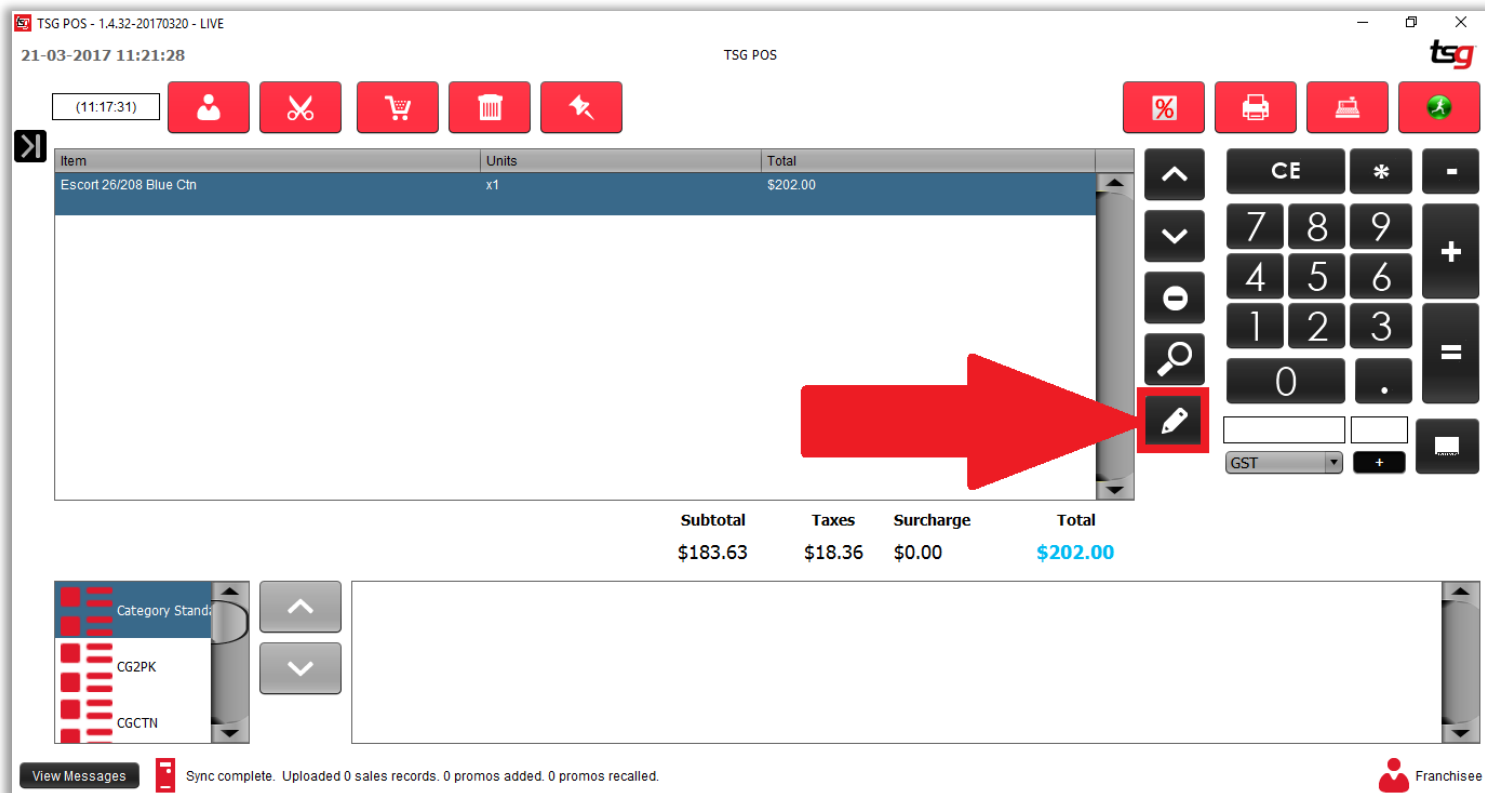 TSG POS - 1.4.32-20170320 - LIVE
21-03-2017 11:21:28
TSG POS
tsg
(11:17:31)
%
Item Units Total
Escort 26/208 Blue Ctn x1 $202.00
CE * -
7 8 9 +
4 5 6
1 2 3 =
0 .
GST +
Subtotal Taxes Surcharge Total
$183.63 $18.36 $0.00 $202.00
Category Standa
CG2PK
CGCTN
View Messages Sync complete. Uploaded 0 sales records. 0 promos added. 0 promos recalled. Franchisee